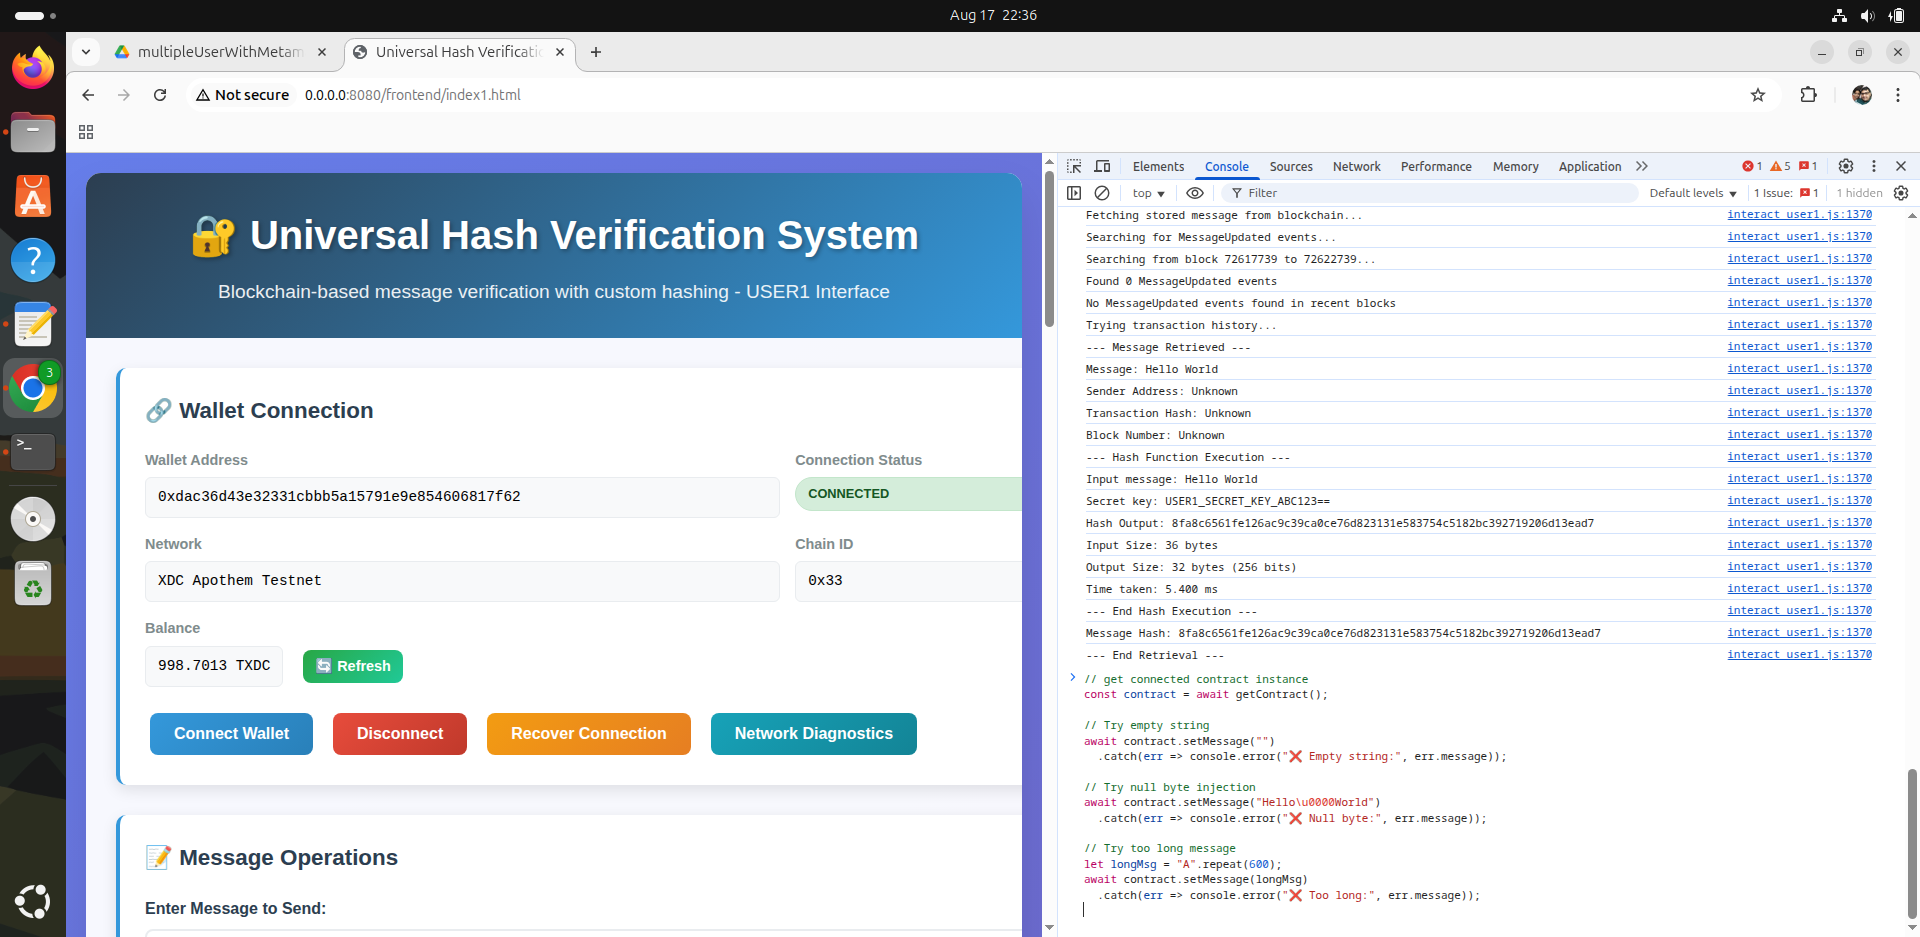 Aug 17 22:36
multipleUserWithMetam
Universal Hash Verificatio
Not secure 0.0.0.0:8080/frontend/index1.html
3
🔐 Universal Hash Verification System
Blockchain-based message verification with custom hashing - USER1 Interface
🔗 Wallet Connection
Wallet Address
Connection Status
0xdac36d43e32331cbbb5a15791e9e854606817f62
CONNECTED
Network
Chain ID
XDC Apothem Testnet
0x33
Balance
998.7013 TXDC
🔄 Refresh
Connect Wallet
Disconnect
Recover Connection
Network Diagnostics
📝 Message Operations
Enter Message to Send:
Elements Console Sources Network Performance Memory Application 1 5 1
top Filter Default levels 1 Issue: 1 1 hidden
Fetching stored message from blockchain... interact_user1.js:1370
Searching for MessageUpdated events... interact_user1.js:1370
Searching from block 72617739 to 72622739... interact_user1.js:1370
Found 0 MessageUpdated events interact_user1.js:1370
No MessageUpdated events found in recent blocks interact_user1.js:1370
Trying transaction history... interact_user1.js:1370
--- Message Retrieved --- interact_user1.js:1370
Message: Hello World interact_user1.js:1370
Sender Address: Unknown interact_user1.js:1370
Transaction Hash: Unknown interact_user1.js:1370
Block Number: Unknown interact_user1.js:1370
--- Hash Function Execution --- interact_user1.js:1370
Input message: Hello World interact_user1.js:1370
Secret key: USER1_SECRET_KEY_ABC123== interact_user1.js:1370
Hash Output: 8fa8c6561fe126ac9c39ca0ce76d823131e583754c5182bc392719206d13ead7 interact_user1.js:1370
Input Size: 36 bytes interact_user1.js:1370
Output Size: 32 bytes (256 bits) interact_user1.js:1370
Time taken: 5.400 ms interact_user1.js:1370
--- End Hash Execution --- interact_user1.js:1370
Message Hash: 8fa8c6561fe126ac9c39ca0ce76d823131e583754c5182bc392719206d13ead7 interact_user1.js:1370
--- End Retrieval --- interact_user1.js:1370
// get connected contract instance
const contract = await getContract();
// Try empty string
await contract.setMessage("")
.catch(err => console.error("❌ Empty string:", err.message));
// Try null byte injection
await contract.setMessage("Hello\u0000World")
.catch(err => console.error("❌ Null byte:", err.message));
// Try too long message
let longMsg = "A".repeat(600);
await contract.setMessage(longMsg)
.catch(err => console.error("❌ Too long:", err.message));